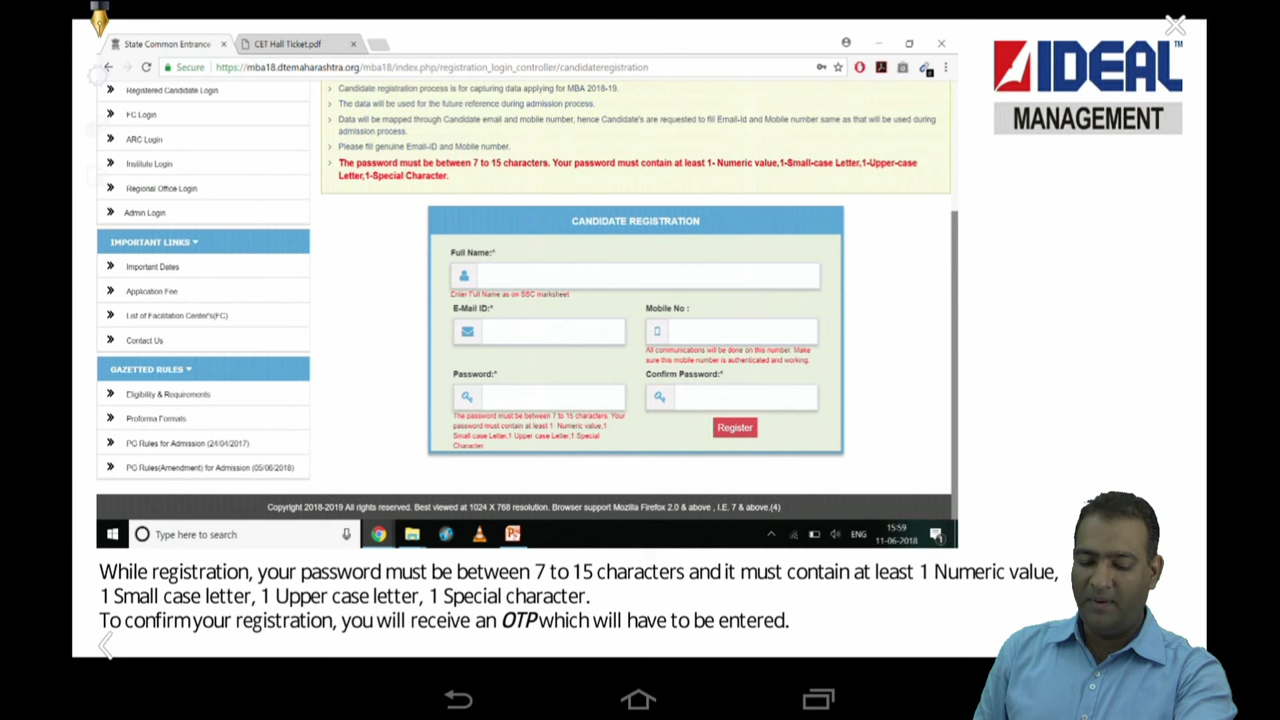 State Common Entrance
CET Hall Ticket.pdf
Secure
https://mba18.dtemaharashtra.org/mba18/index.php/registration_login_controller/candidateregistration
IDEAL™
MANAGEMENT
Registered Candidate Login
FC Login
ARC Login
Institute Login
Regional Office Login
Admin Login
IMPORTANT LINKS
Important Dates
Application Fee
List of Facilitation Center's(FC)
Contact Us
GAZETTED RULES
Eligibility & Requirements
Proforma Formats
PG Rules for Admission (24/04/2017)
PG Rules(Amendment) for Admission (05/06/2018)
Candidate registration process is for capturing data applying for MBA 2018-19.
The data will be used for the future reference during admission process.
Data will be mapped through Candidate email and mobile number, hence Candidate's are requested to fill Email-Id and Mobile number same as that will be used during
admission process.
Please fill genuine Email-ID and Mobile number.
The password must be between 7 to 15 characters. Your password must contain at least 1- Numeric value,1-Small-case Letter,1-Upper-case
Letter,1-Special Character.
CANDIDATE REGISTRATION
Full Name:*
Enter Full Name as on SSC marksheet
E-Mail ID:*
Mobile No :
All communications will be done on this number. Make
sure this mobile number is authenticated and working.
Password:*
Confirm Password:*
The password must be between 7 to 15 characters. Your
password must contain at least 1- Numeric value,1
Small case Letter,1 Upper case Letter,1 Special
Character
Register
Copyright 2018-2019 All rights reserved. Best viewed at 1024 X 768 resolution. Browser support Mozilla Firefox 2.0 & above , I.E. 7 & above.(4)
Type here to search
ENG
15:59
11-06-2018
1
While registration, your password must be between 7 to 15 characters and it must contain at least 1 Numeric value,
1 Small case letter, 1 Upper case letter, 1 Special character.
To confirm your registration, you will receive an OTP which will have to be entered.